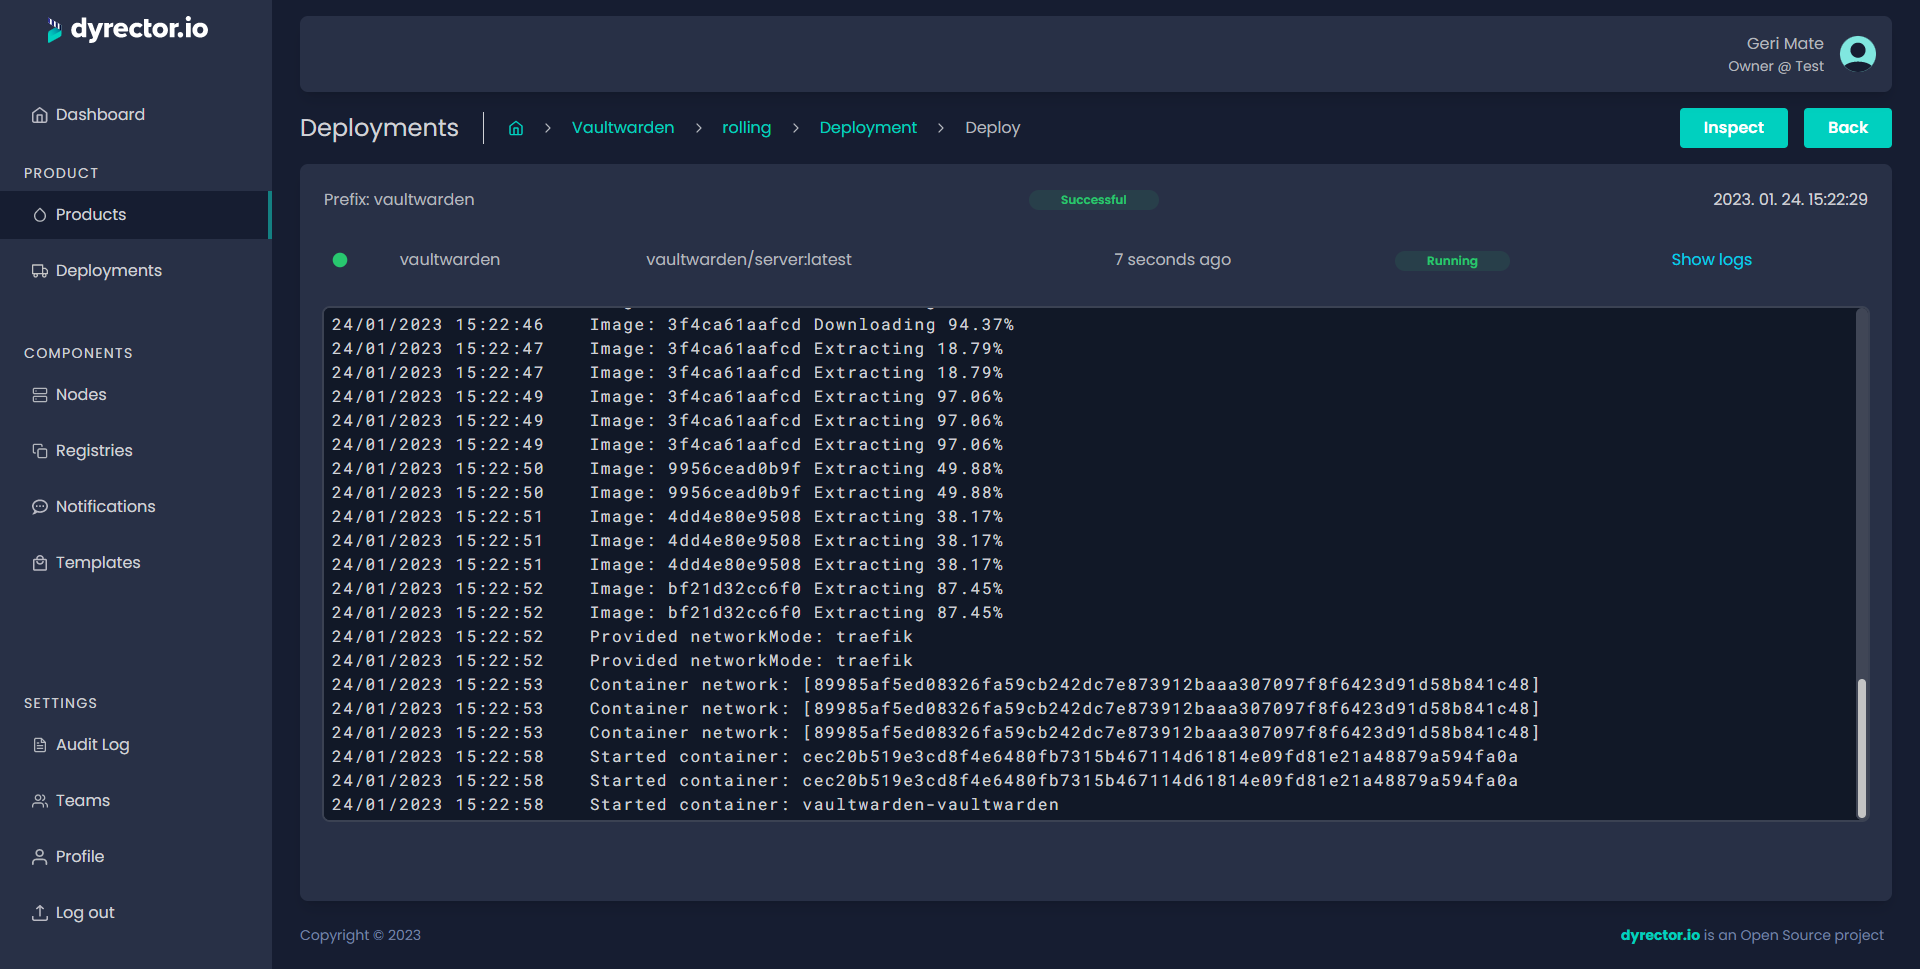 dyrector.io
Geri Mate
Owner @ Test
Dashboard
PRODUCT
Products
Deployments
COMPONENTS
Nodes
Registries
Notifications
Templates
SETTINGS
Audit Log
Teams
Profile
Log out
Deployments Vaultwarden rolling Deployment Deploy
Inspect Back
Prefix: vaultwarden Successful 2023. 01. 24. 15:22:29
vaultwarden vaultwarden/server:latest 7 seconds ago Running Show logs
24/01/2023 15:22:46 Image: 3f4ca61aafcd Downloading 94.37%
24/01/2023 15:22:47 Image: 3f4ca61aafcd Extracting 18.79%
24/01/2023 15:22:47 Image: 3f4ca61aafcd Extracting 18.79%
24/01/2023 15:22:49 Image: 3f4ca61aafcd Extracting 97.06%
24/01/2023 15:22:49 Image: 3f4ca61aafcd Extracting 97.06%
24/01/2023 15:22:49 Image: 3f4ca61aafcd Extracting 97.06%
24/01/2023 15:22:50 Image: 9956cead0b9f Extracting 49.88%
24/01/2023 15:22:50 Image: 9956cead0b9f Extracting 49.88%
24/01/2023 15:22:51 Image: 4dd4e80e9508 Extracting 38.17%
24/01/2023 15:22:51 Image: 4dd4e80e9508 Extracting 38.17%
24/01/2023 15:22:51 Image: 4dd4e80e9508 Extracting 38.17%
24/01/2023 15:22:52 Image: bf21d32cc6f0 Extracting 87.45%
24/01/2023 15:22:52 Image: bf21d32cc6f0 Extracting 87.45%
24/01/2023 15:22:52 Provided networkMode: traefik
24/01/2023 15:22:52 Provided networkMode: traefik
24/01/2023 15:22:53 Container network: [89985af5ed08326fa59cb242dc7e873912baaa307097f8f6423d91d58b841c48]
24/01/2023 15:22:53 Container network: [89985af5ed08326fa59cb242dc7e873912baaa307097f8f6423d91d58b841c48]
24/01/2023 15:22:53 Container network: [89985af5ed08326fa59cb242dc7e873912baaa307097f8f6423d91d58b841c48]
24/01/2023 15:22:58 Started container: cec20b519e3cd8f4e6480fb7315b467114d61814e09fd81e21a48879a594fa0a
24/01/2023 15:22:58 Started container: cec20b519e3cd8f4e6480fb7315b467114d61814e09fd81e21a48879a594fa0a
24/01/2023 15:22:58 Started container: vaultwarden-vaultwarden
Copyright © 2023 dyrector.io is an Open Source project